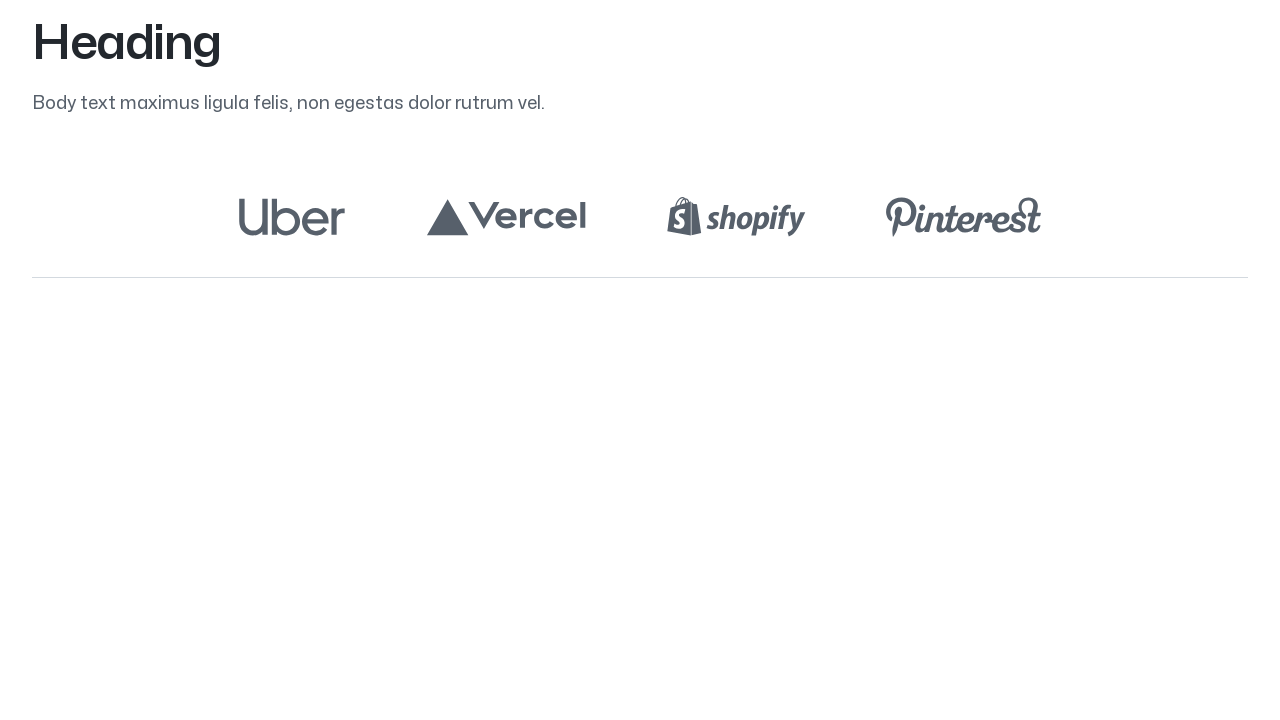 Heading
Body text maximus ligula felis, non egestas dolor rutrum vel.
Uber Vercel shopify Pinterest